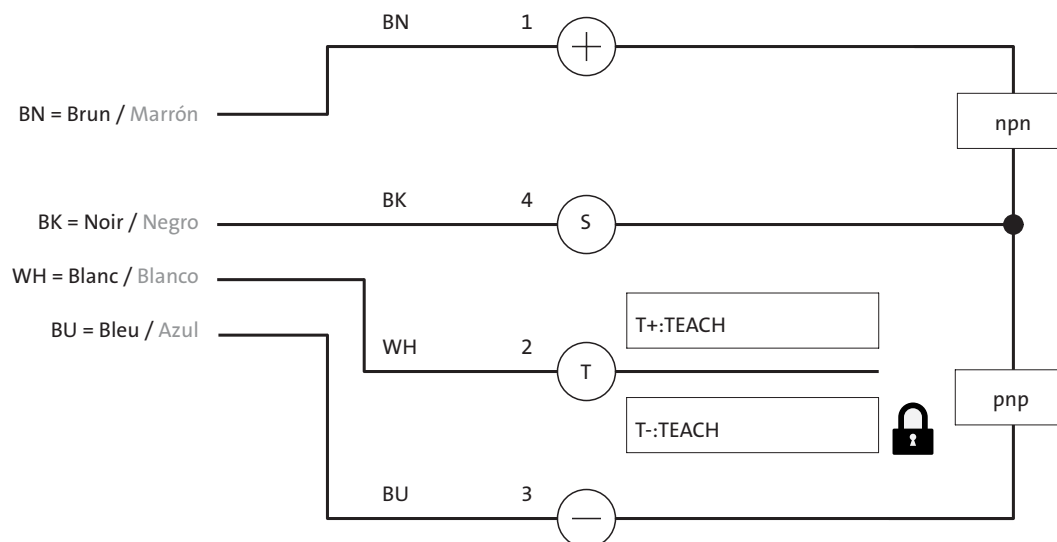 BN 1
BN = Brun / Marrón
npn
BK 4
BK = Noir / Negro
S
WH = Blanc / Blanco
BU = Bleu / Azul
T+:TEACH
WH 2
T
pnp
T-:TEACH
BU 3